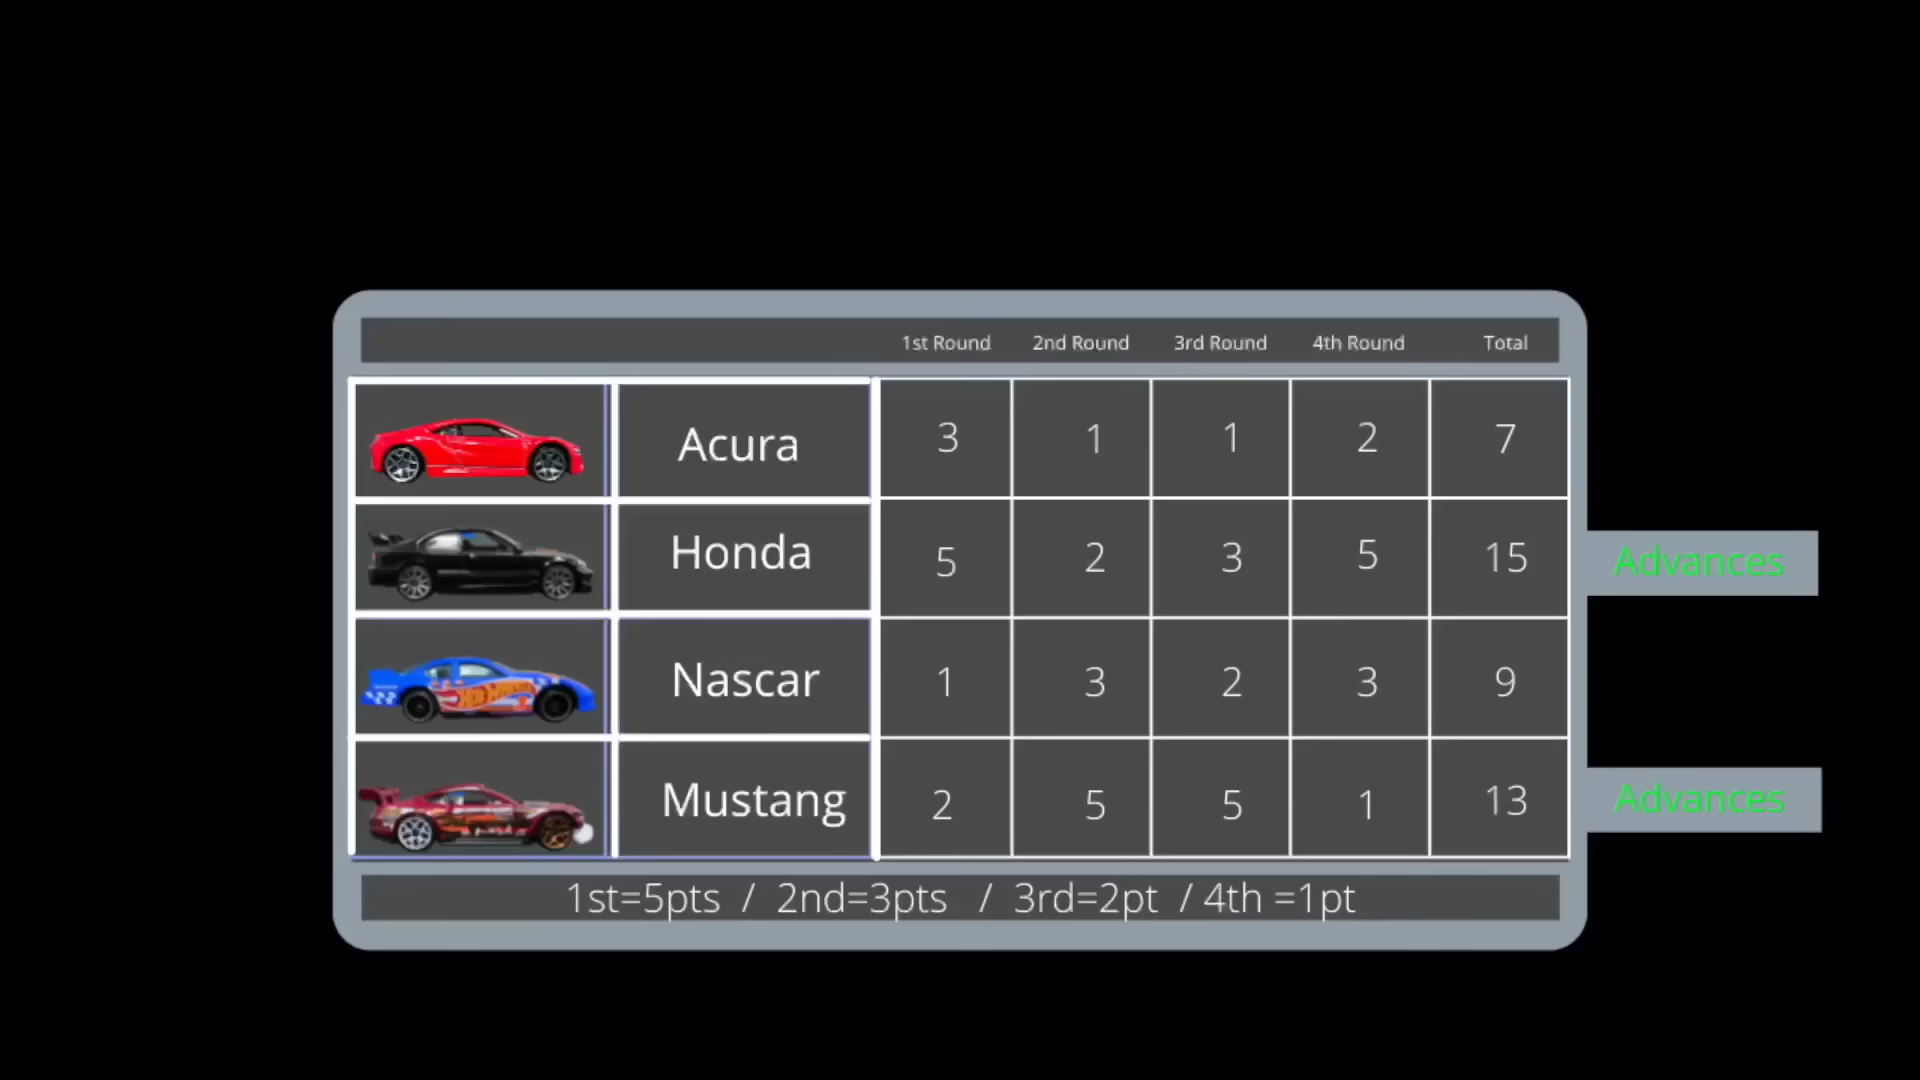 1st Round 2nd Round 3rd Round 4th Round Total
Acura 3 1 1 2 7
Honda 5 2 3 5 15 Advances
HOT WHEELS
Nascar 1 3 2 3 9
Mustang 2 5 5 1 13 Advances
1st=5pts / 2nd=3pts / 3rd=2pt / 4th =1pt